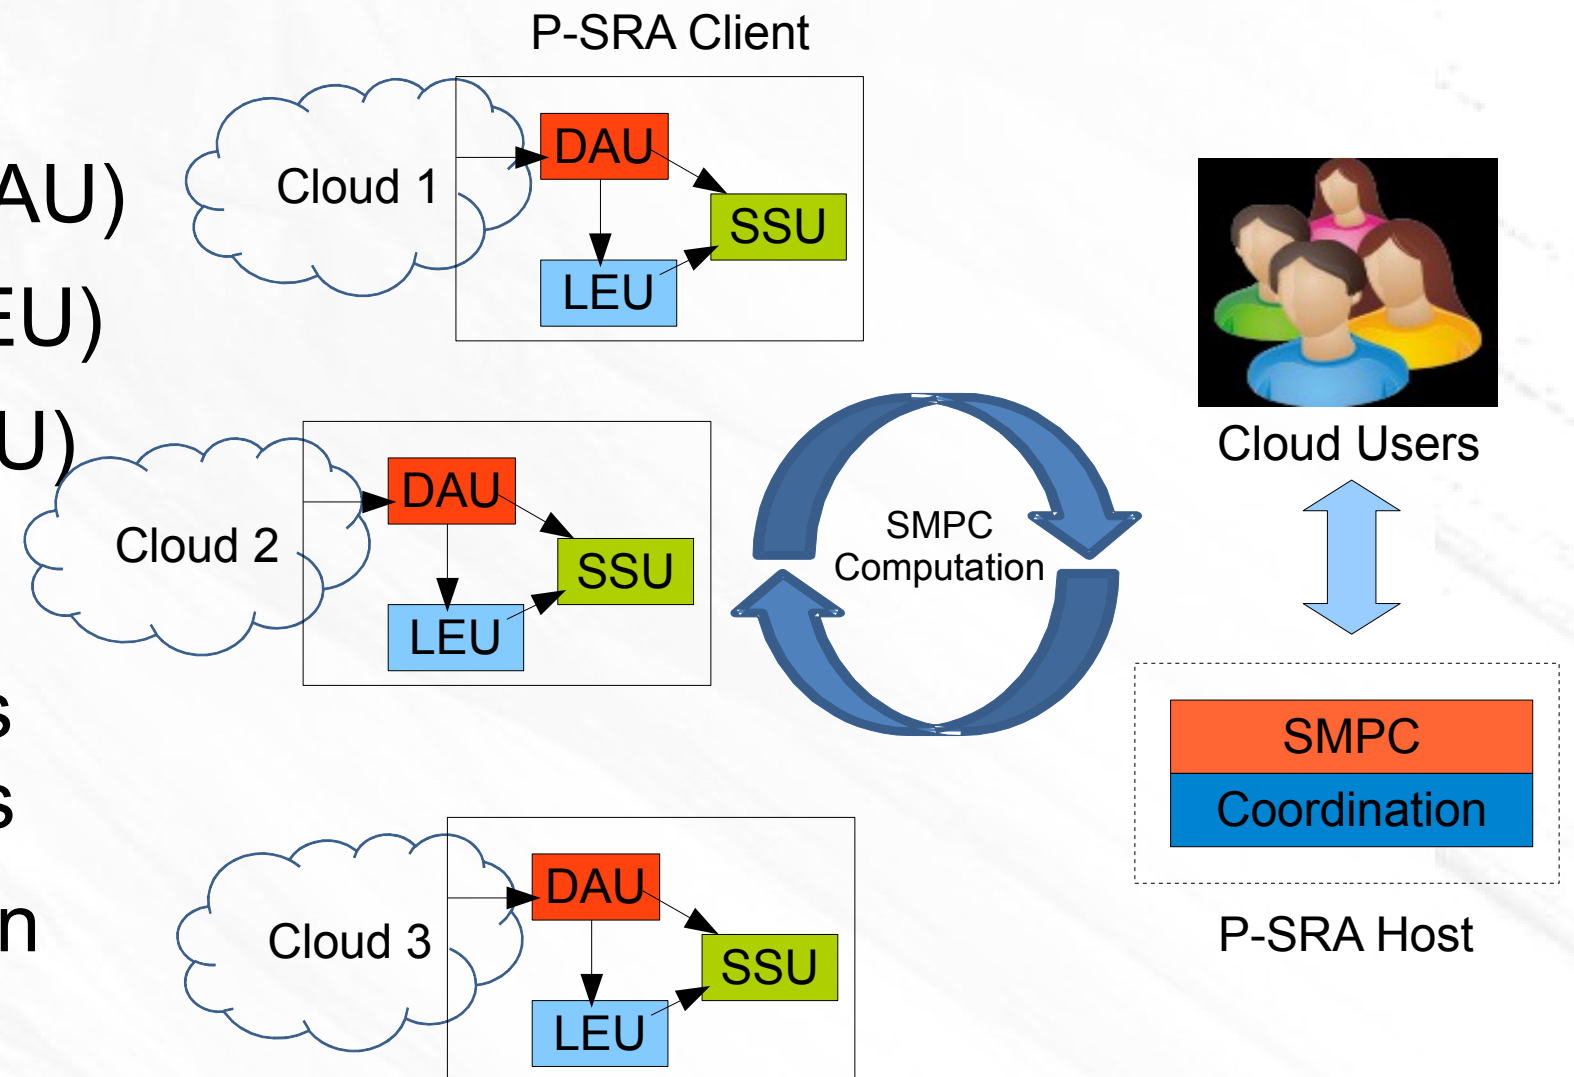 P-SRA Client
AU)
EU)
U)
s
s
n
Cloud 1
DAU
SSU
LEU
Cloud 2
DAU
SSU
LEU
Cloud 3
DAU
SSU
LEU
SMPC
Computation
Cloud Users
SMPC
Coordination
P-SRA Host